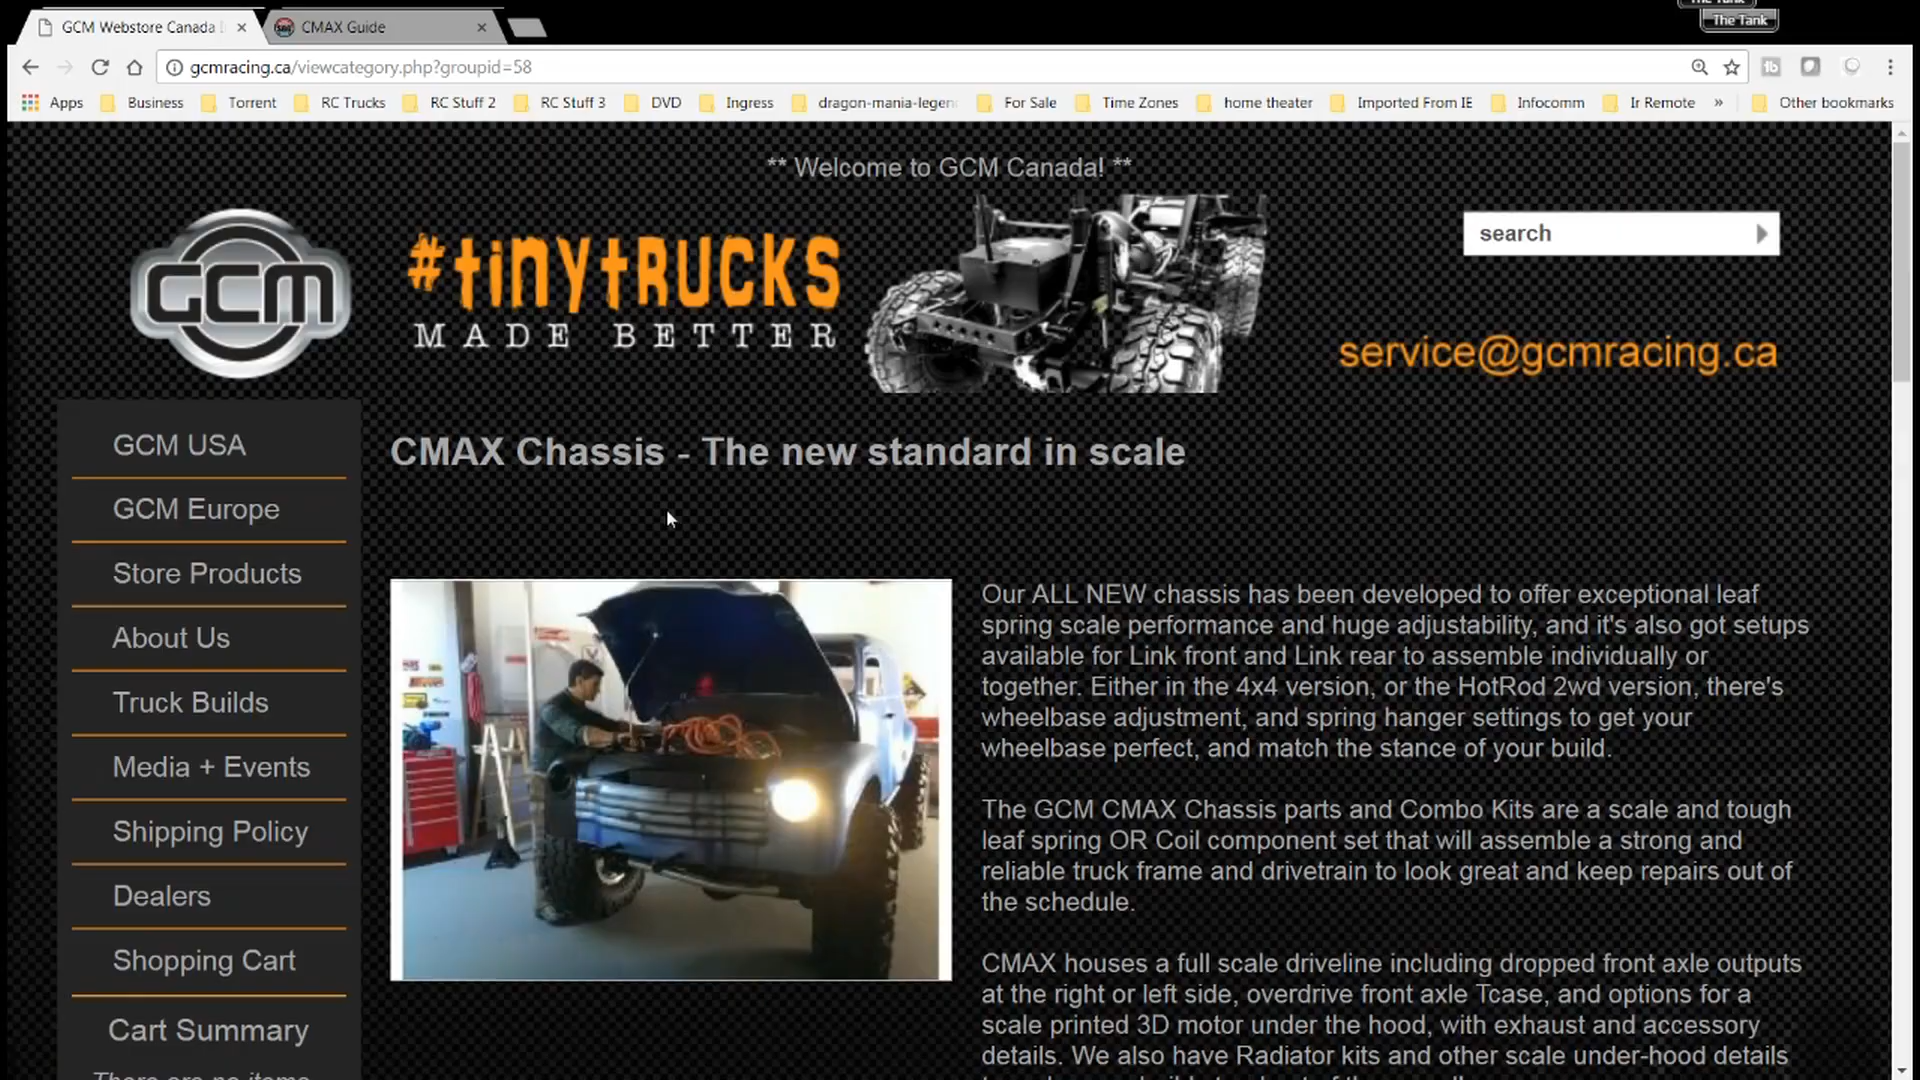 The Tank
GCM Webstore Canada
CMAX Guide
The Tank
gcmracing.ca/viewcategory.php?groupid=58
Apps Business Torrent RC Trucks RC Stuff 2 RC Stuff 3 DVD Ingress dragon-mania-legen For Sale Time Zones home theater Imported From IE Infocomm Ir Remote » Other bookmarks
** Welcome to GCM Canada! **
GCM
#tinytrucks
MADE BETTER
search
service@gcmracing.ca
GCM USA
GCM Europe
Store Products
About Us
Truck Builds
Media + Events
Shipping Policy
Dealers
Shopping Cart
Cart Summary
There are no items
CMAX Chassis - The new standard in scale
Our ALL NEW chassis has been developed to offer exceptional leaf
spring scale performance and huge adjustability, and it's also got setups
available for Link front and Link rear to assemble individually or
together. Either in the 4x4 version, or the HotRod 2wd version, there's
wheelbase adjustment, and spring hanger settings to get your
wheelbase perfect, and match the stance of your build.
The GCM CMAX Chassis parts and Combo Kits are a scale and tough
leaf spring OR Coil component set that will assemble a strong and
reliable truck frame and drivetrain to look great and keep repairs out of
the schedule.
CMAX houses a full scale driveline including dropped front axle outputs
at the right or left side, overdrive front axle Tcase, and options for a
scale printed 3D motor under the hood, with exhaust and accessory
details. We also have Radiator kits and other scale under-hood details